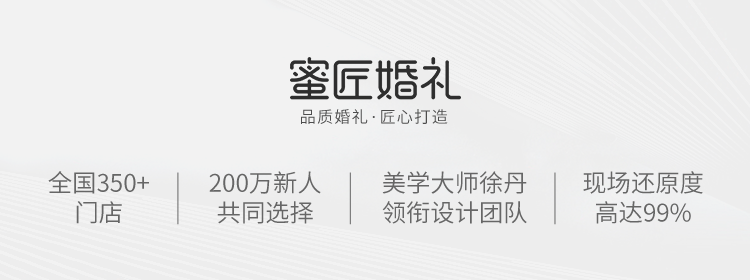 蜜匠婚礼
品质婚礼·匠心打造
全国350+
门店
200万新人
共同选择
美学大师徐丹
领衔设计团队
现场还原度
高达99%